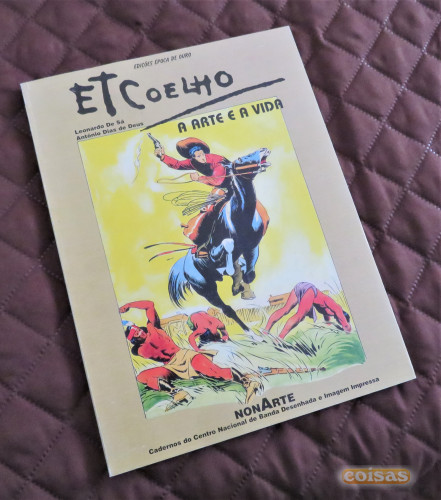 EDIÇÕES ÉPOCA DE OURO
ETCOELHO
Leonardo De Sá
António Dias de Deus
A ARTE E A VIDA
NONARTE
Cadernos do Centro Nacional de Banda Desenhada e Imagem Impressa
coisas